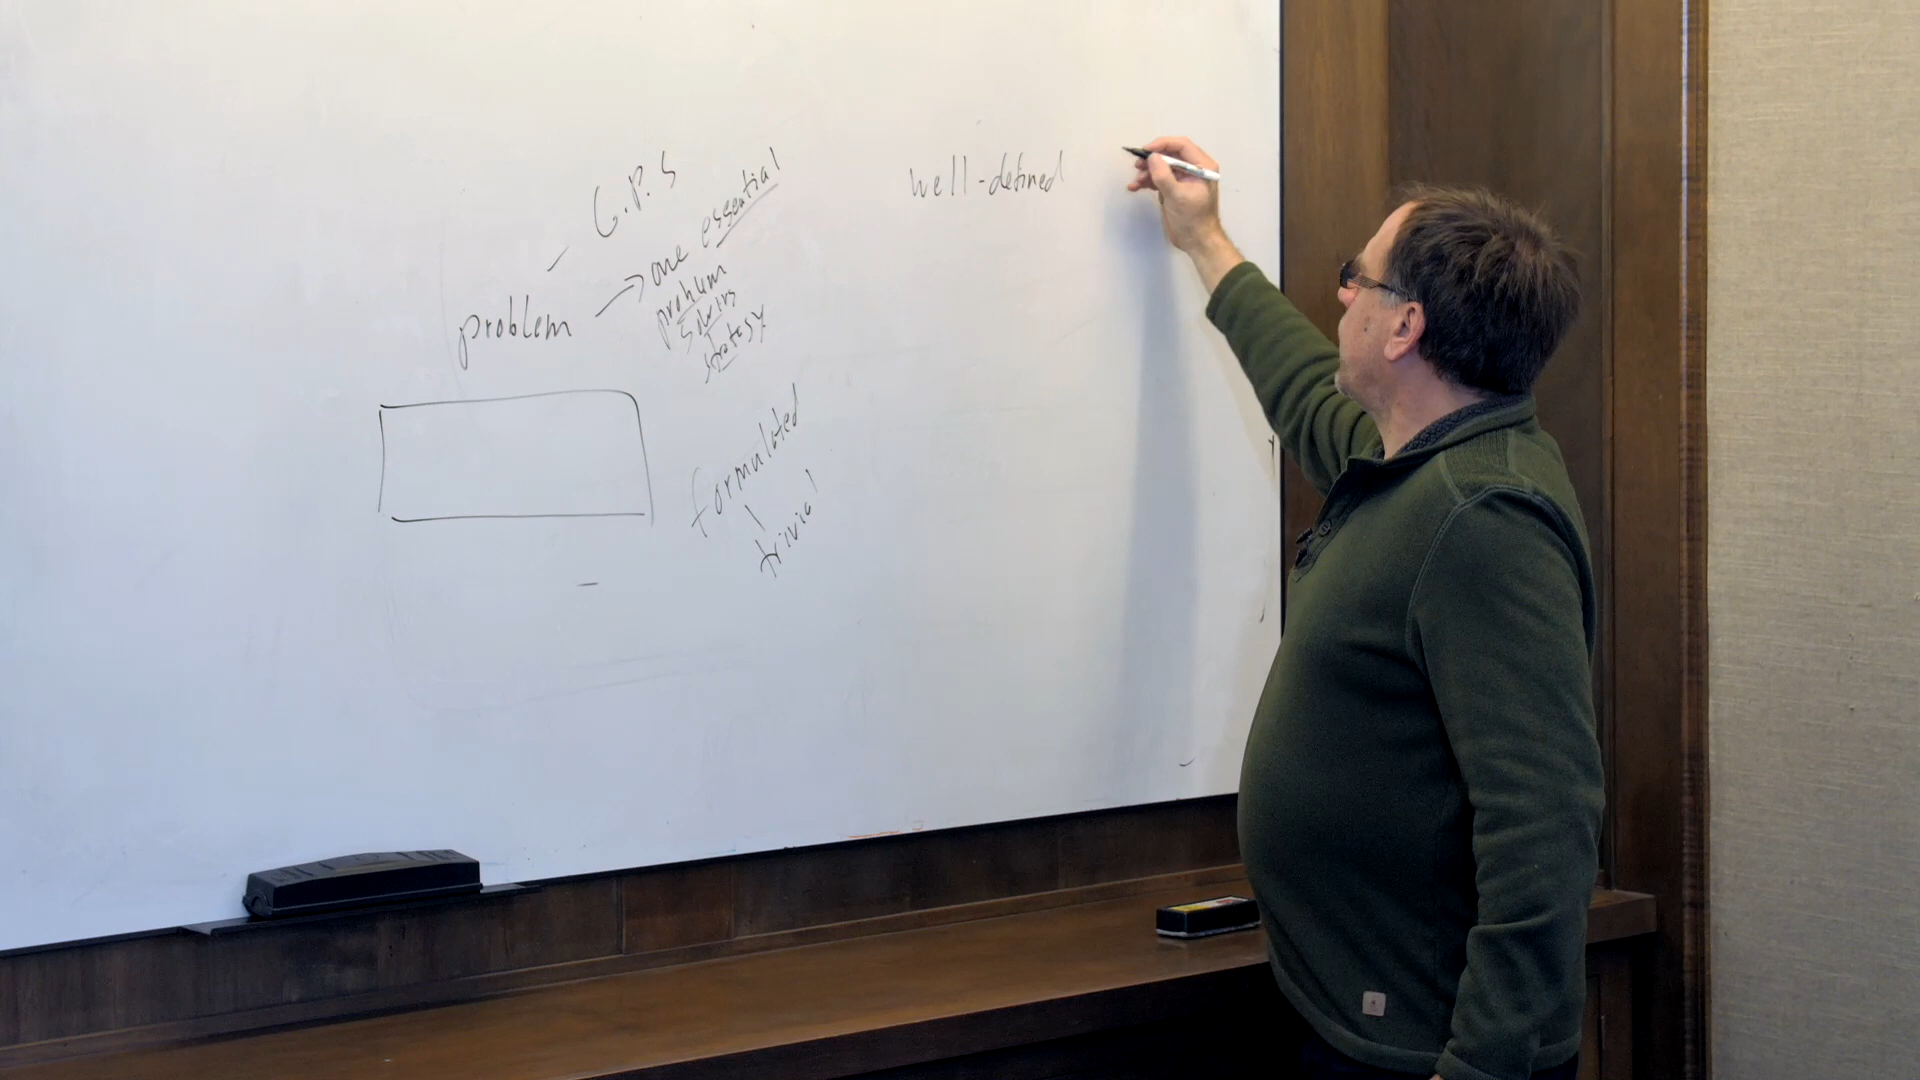 G.P.S
one essential
problem
solving
strategy
problem
formulated
trivial
well-defined